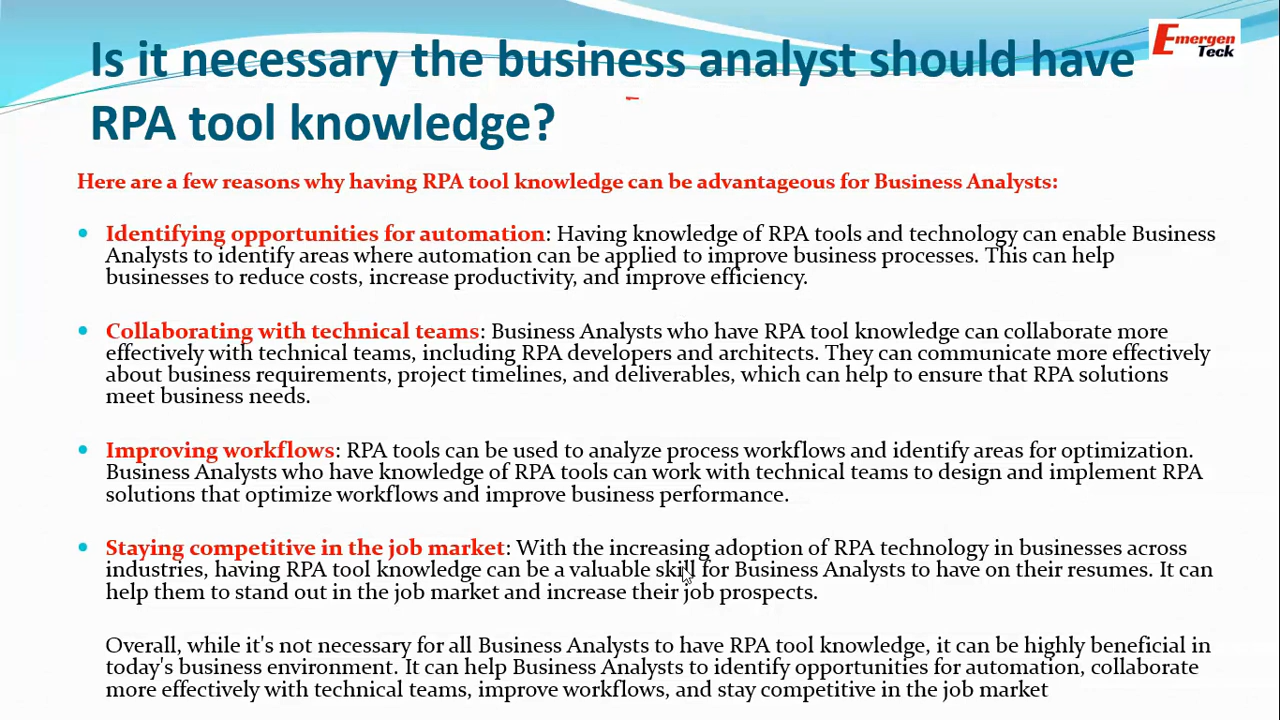 Emergen
Teck
Is it necessary the business analyst should have
RPA tool knowledge?
Here are a few reasons why having RPA tool knowledge can be advantageous for Business Analysts:
Identifying opportunities for automation: Having knowledge of RPA tools and technology can enable Business
Analysts to identify areas where automation can be applied to improve business processes. This can help
businesses to reduce costs, increase productivity, and improve efficiency.
Collaborating with technical teams: Business Analysts who have RPA tool knowledge can collaborate more
effectively with technical teams, including RPA developers and architects. They can communicate more effectively
about business requirements, project timelines, and deliverables, which can help to ensure that RPA solutions
meet business needs.
Improving workflows: RPA tools can be used to analyze process workflows and identify areas for optimization.
Business Analysts who have knowledge of RPA tools can work with technical teams to design and implement RPA
solutions that optimize workflows and improve business performance.
Staying competitive in the job market: With the increasing adoption of RPA technology in businesses across
industries, having RPA tool knowledge can be a valuable skill for Business Analysts to have on their resumes. It can
help them to stand out in the job market and increase their job prospects.
Overall, while it's not necessary for all Business Analysts to have RPA tool knowledge, it can be highly beneficial in
today's business environment. It can help Business Analysts to identify opportunities for automation, collaborate
more effectively with technical teams, improve workflows, and stay competitive in the job market